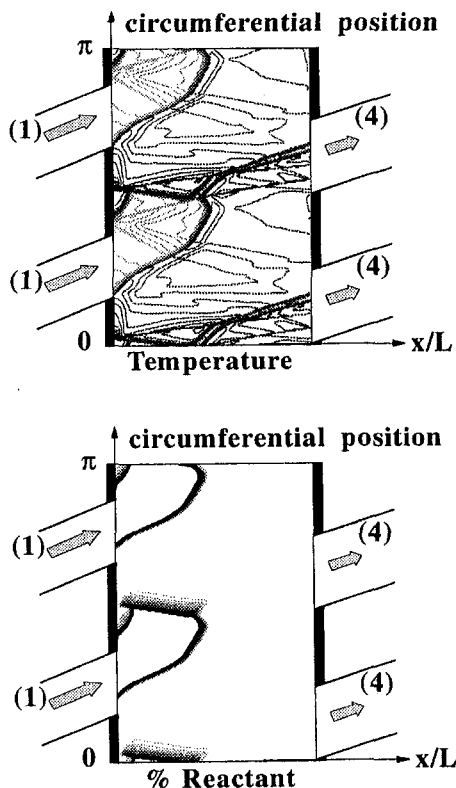 circumferential position
π
(1)
(4)
(1)
(4)
0
x/L
Temperature
circumferential position
π
(1)
(4)
(1)
(4)
0
x/L
% Reactant